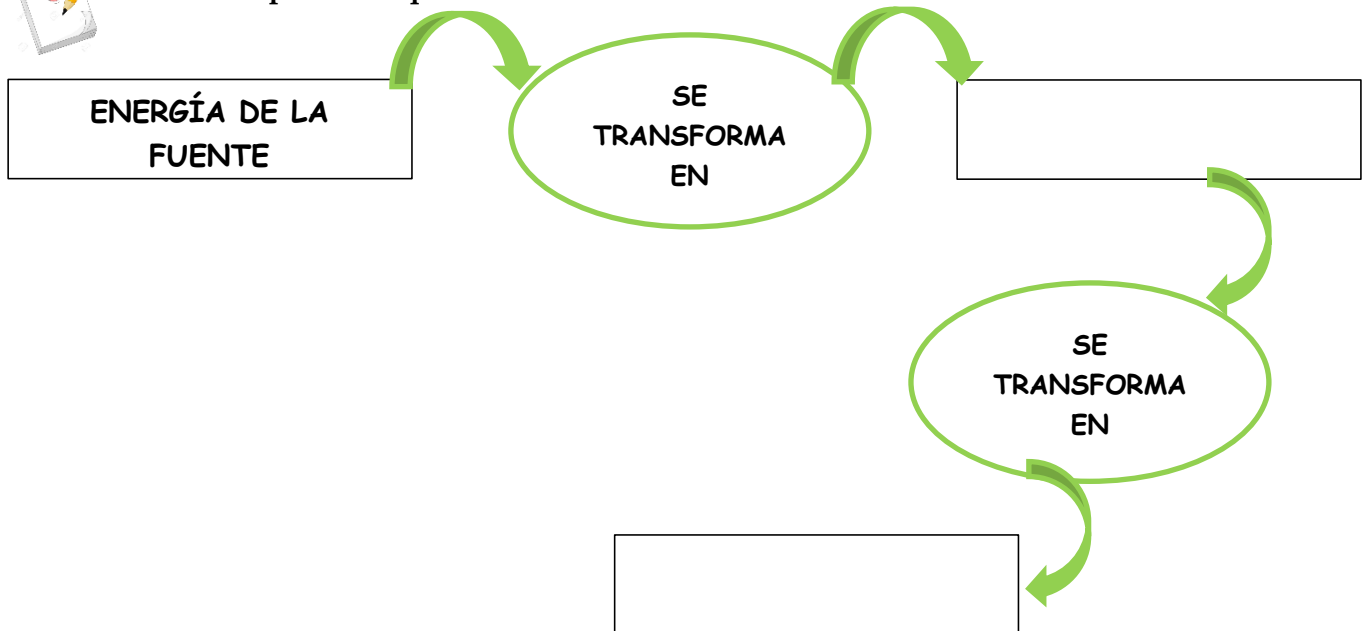 ENERGÍA DE LA
FUENTE
SE
TRANSFORMA
EN
SE
TRANSFORMA
EN